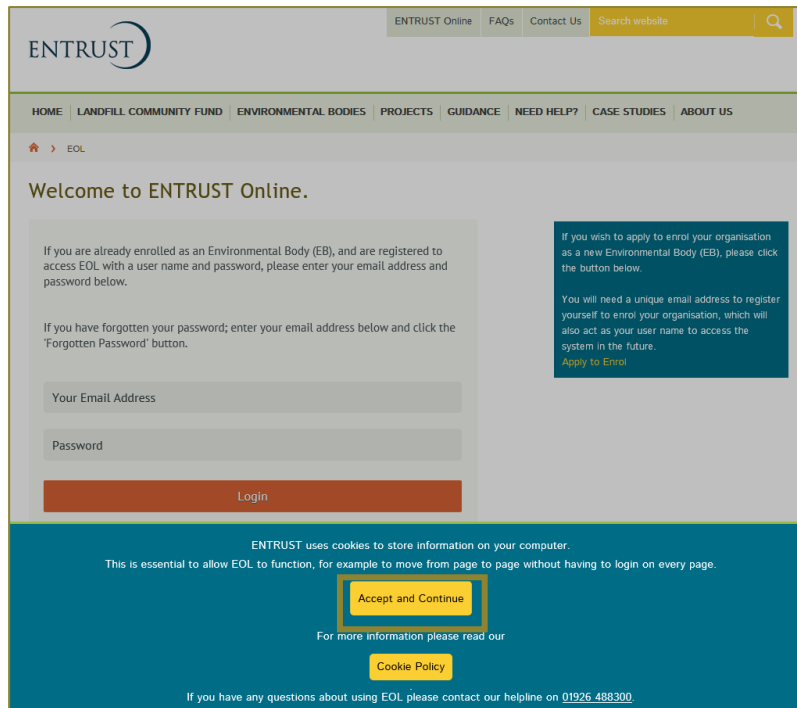 ENTRUST Online FAQs Contact Us Search website
ENTRUST
HOME LANDFILL COMMUNITY FUND ENVIRONMENTAL BODIES PROJECTS GUIDANCE NEED HELP? CASE STUDIES ABOUT US
EOL
Welcome to ENTRUST Online.
If you are already enrolled as an Environmental Body (EB), and are registered to
access EOL with a user name and password, please enter your email address and
password below.
If you have forgotten your password; enter your email address below and click the
'Forgotten Password' button.
Your Email Address
Password
Login
If you wish to apply to enrol your organisation
as a new Environmental Body (EB), please click
the button below.
You will need a unique email address to register
yourself to enrol your organisation, which will
also act as your user name to access the
system in the future.
Apply to Enrol
ENTRUST uses cookies to store information on your computer.
This is essential to allow EOL to function, for example to move from page to page without having to login on every page.
Accept and Continue
For more information please read our
Cookie Policy
If you have any questions about using EOL please contact our helpline on 01926 488300.